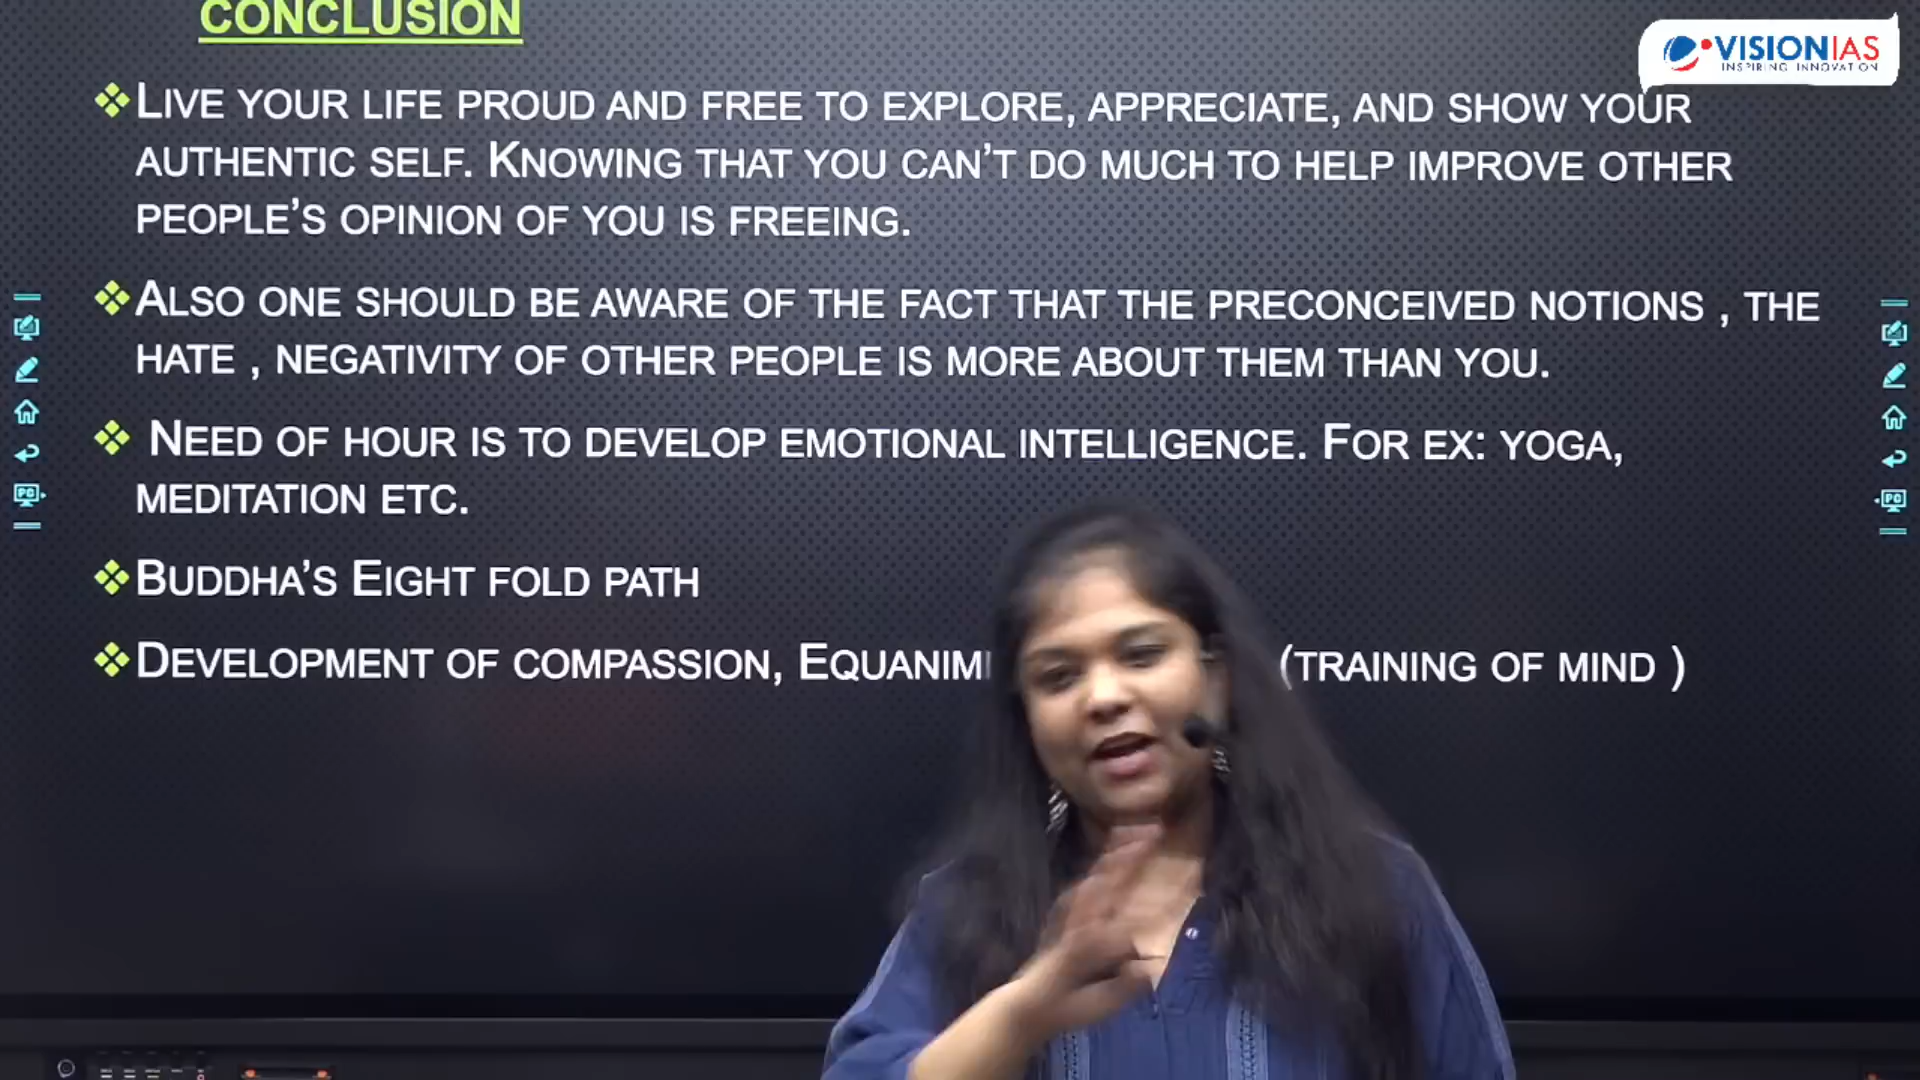 CONCLUSION
VISIONIAS
INSPIRING INNOVATION
❖LIVE YOUR LIFE PROUD AND FREE TO EXPLORE, APPRECIATE, AND SHOW YOUR
AUTHENTIC SELF. KNOWING THAT YOU CAN’T DO MUCH TO HELP IMPROVE OTHER
PEOPLE’S OPINION OF YOU IS FREEING.
❖ALSO ONE SHOULD BE AWARE OF THE FACT THAT THE PRECONCEIVED NOTIONS , THE
HATE , NEGATIVITY OF OTHER PEOPLE IS MORE ABOUT THEM THAN YOU.
❖ NEED OF HOUR IS TO DEVELOP EMOTIONAL INTELLIGENCE. FOR EX: YOGA,
MEDITATION ETC.
❖BUDDHA’S EIGHT FOLD PATH
❖DEVELOPMENT OF COMPASSION, EQUANIM (TRAINING OF MIND )
PC
PC